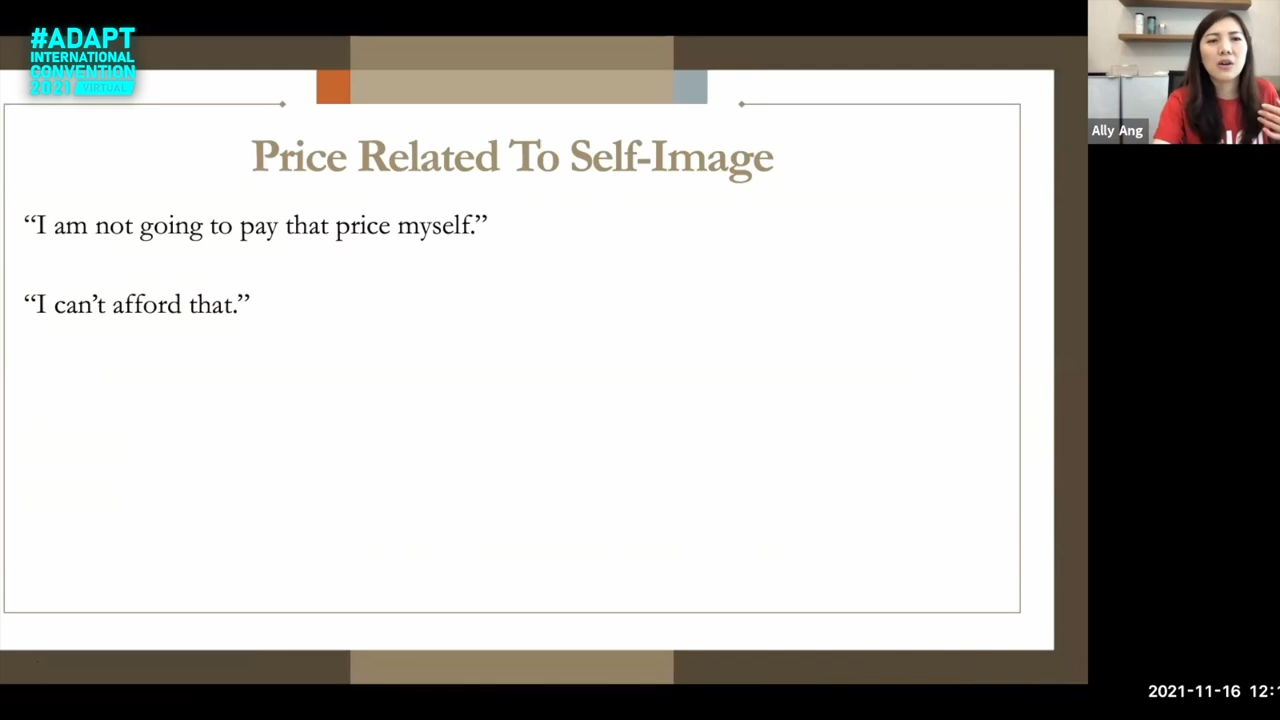 #ADAPT
INTERNATIONAL
CONVENTION
2021 VIRTUAL
Ally Ang
Price Related To Self-Image
“I am not going to pay that price myself.”
“I can’t afford that.”
2021-11-16 12:1